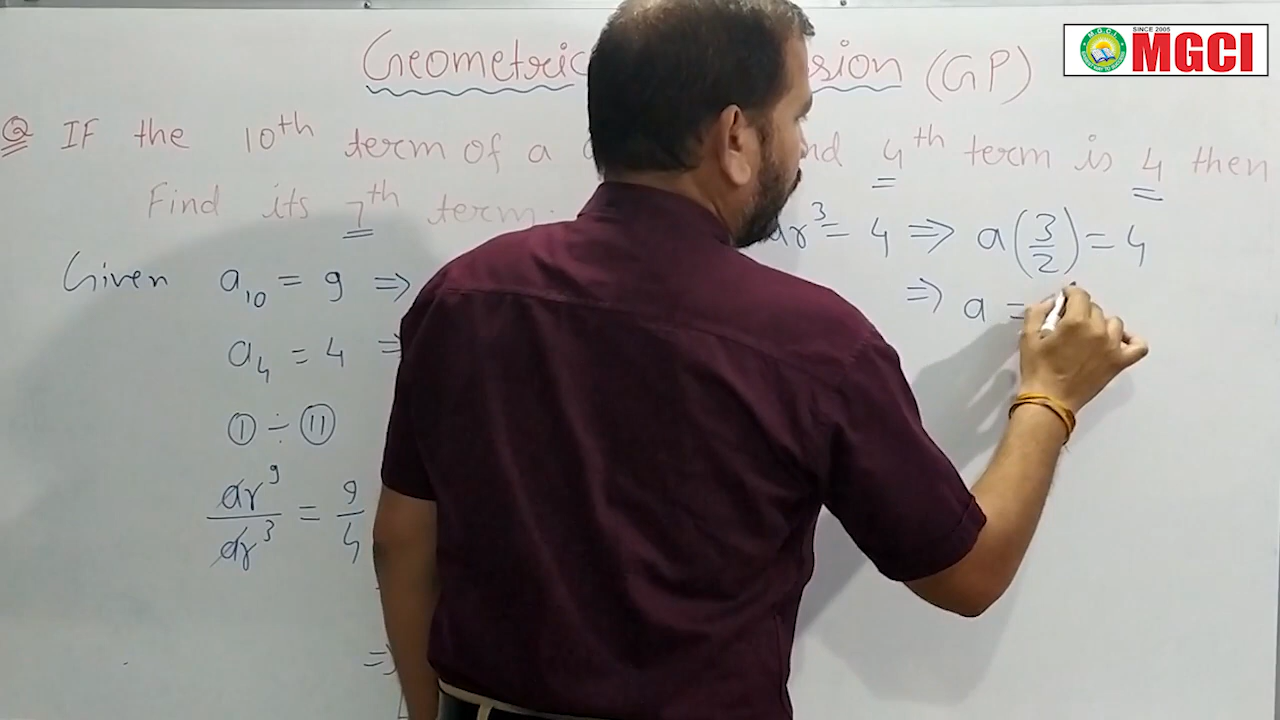 SINCE 2005
MGCI
Geometric sion (GP)
Q IF the 10th term of a nd 4th term is 4 then
Find its 7th term.
ar³ = 4 ⇒ a(3/2) = 4
⇒ a =
Given a₁₀ = 9 ⇒
a₄ = 4 ⇒
① ÷ ⑪
ar⁹/ar³ = 9/4
⇒